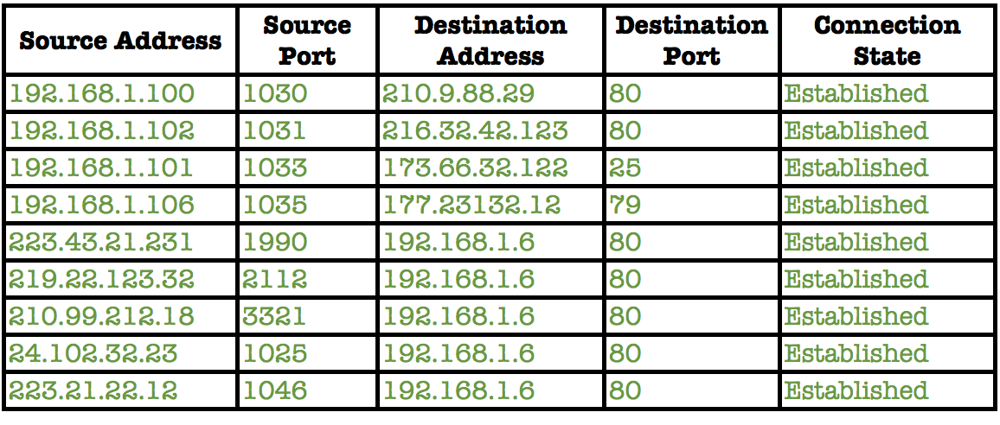 Source Address Source Port Destination Address Destination Port Connection State
192.168.1.100 1030 210.9.88.29 80 Established
192.168.1.102 1031 216.32.42.123 80 Established
192.168.1.101 1033 173.66.32.122 25 Established
192.168.1.106 1035 177.23132.12 79 Established
223.43.21.231 1990 192.168.1.6 80 Established
219.22.123.32 2112 192.168.1.6 80 Established
210.99.212.18 3321 192.168.1.6 80 Established
24.102.32.23 1025 192.168.1.6 80 Established
223.21.22.12 1046 192.168.1.6 80 Established